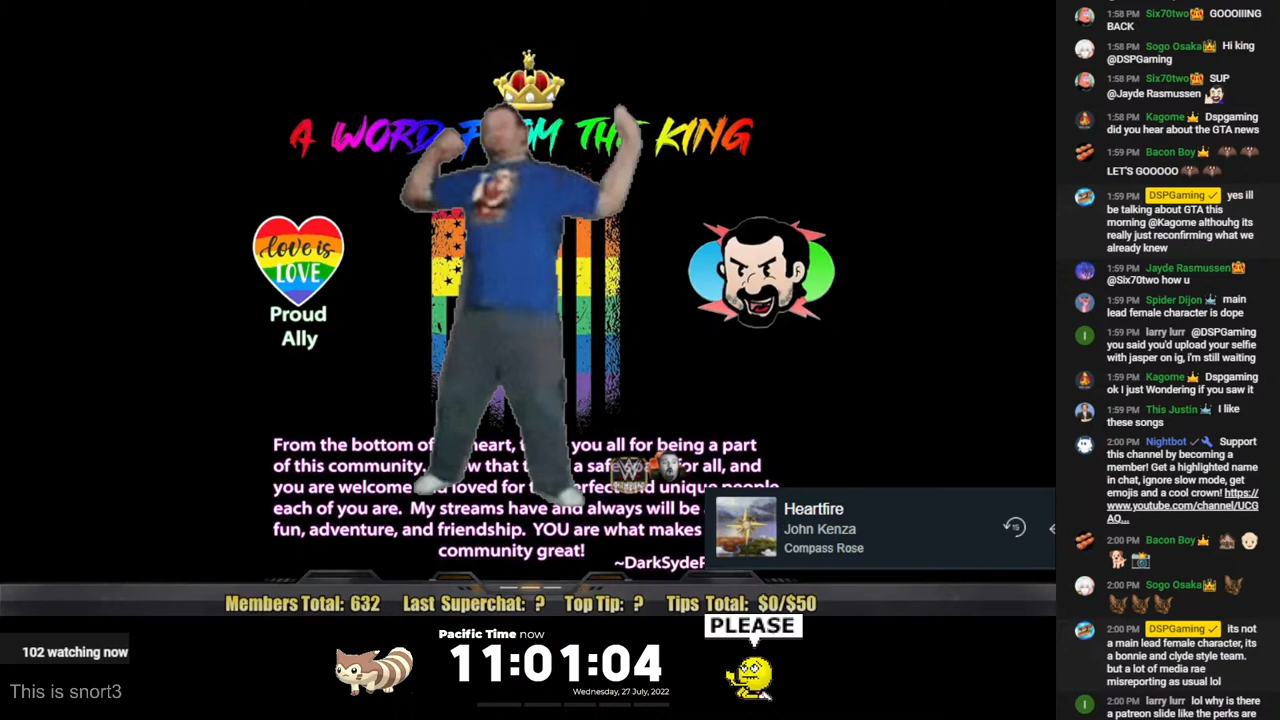 A WORD FROM THE KING
love is
LOVE
Proud
Ally
From the bottom of heart, you all for being a part
of this community. that a safe for all, and
you are welcome loved for perfect and unique people
each of you are. My streams have and always will be
fun, adventure, and friendship. YOU are what makes
community great!
~DarkSydeP
Heartfire
John Kenza
Compass Rose
15
Members Total: 632 Last Superchat: ? Top Tip: ? Tips Total: $0/$50
PLEASE
102 watching now
This is snort3
Pacific Time now
11:01:04
Wednesday, 27 July, 2022
1:58 PM Six70two GOOOIIING
BACK
1:58 PM Sogo Osaka Hi king
@DSPGaming
1:58 PM Six70two SUP
@Jayde Rasmussen
1:58 PM Kagome Dspgaming
did you hear about the GTA news
1:59 PM Bacon Boy
LET'S GOOOOO
1:59 PM DSPGaming yes ill
be talking about GTA this
morning @Kagome althouhg its
really just reconfirming what we
already knew
1:59 PM Jayde Rasmussen
@Six70two how u
1:59 PM Spider Dijon main
lead female character is dope
1:59 PM larry lurr @DSPGaming
you said you'd upload your selfie
with jasper on ig, i'm still waiting
1:59 PM Kagome Dspgaming
ok I just Wondering if you saw it
1:59 PM This Justin I like
these songs
2:00 PM Nightbot Support
this channel by becoming a
member! Get a highlighted name
in chat, ignore slow mode, get
emojis and a cool crown! https://
www.youtube.com/channel/UCG
AQ...
2:00 PM Bacon Boy
2:00 PM Sogo Osaka
2:00 PM DSPGaming its not
a main lead female character, its
a bonnie and clyde style team.
but a lot of media rae
misreporting as usual lol
2:00 PM larry lurr lol why is there
a patreon slide like the perks are